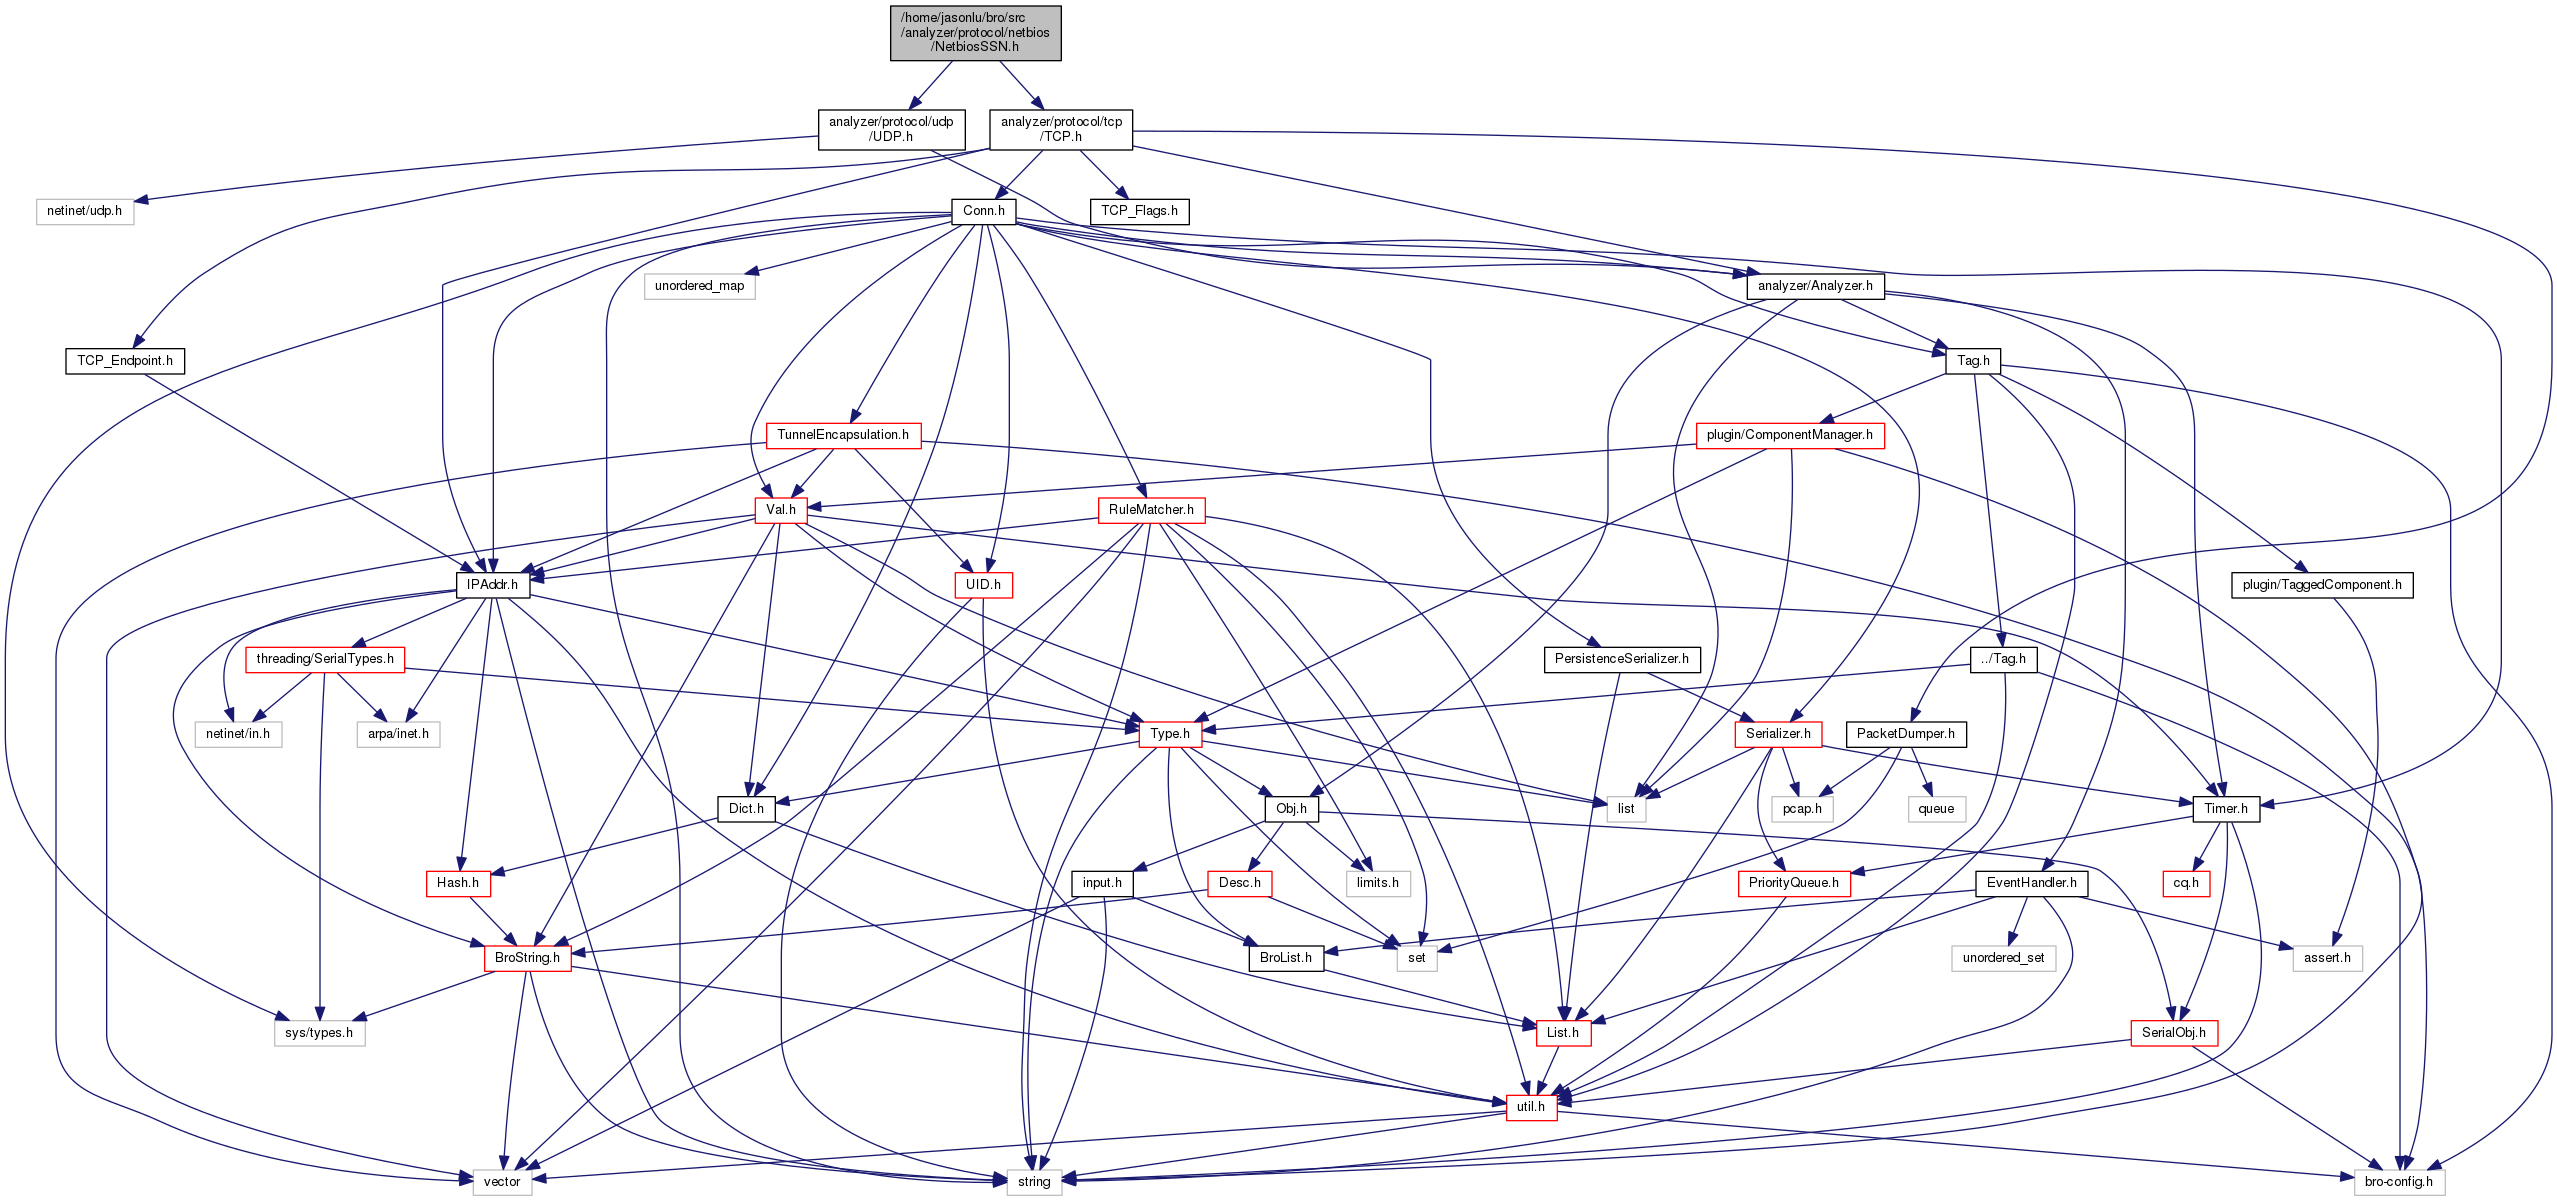 /home/jasonlu/bro/src
/analyzer/protocol/netbios
/NetbiosSSN.h
analyzer/protocol/udp
/UDP.h
analyzer/protocol/tcp
/TCP.h
netinet/udp.h
Conn.h
TCP_Flags.h
unordered_map
analyzer/Analyzer.h
TCP_Endpoint.h
Tag.h
TunnelEncapsulation.h
plugin/ComponentManager.h
Val.h
RuleMatcher.h
IPAddr.h
UID.h
plugin/TaggedComponent.h
threading/SerialTypes.h
PersistenceSerializer.h
../Tag.h
netinet/in.h
arpa/inet.h
Type.h
Serializer.h
PacketDumper.h
Dict.h
Obj.h
list
pcap.h
queue
Timer.h
Hash.h
input.h
Desc.h
limits.h
PriorityQueue.h
EventHandler.h
cq.h
BroString.h
BroList.h
set
unordered_set
assert.h
sys/types.h
List.h
SerialObj.h
util.h
vector
string
bro-config.h